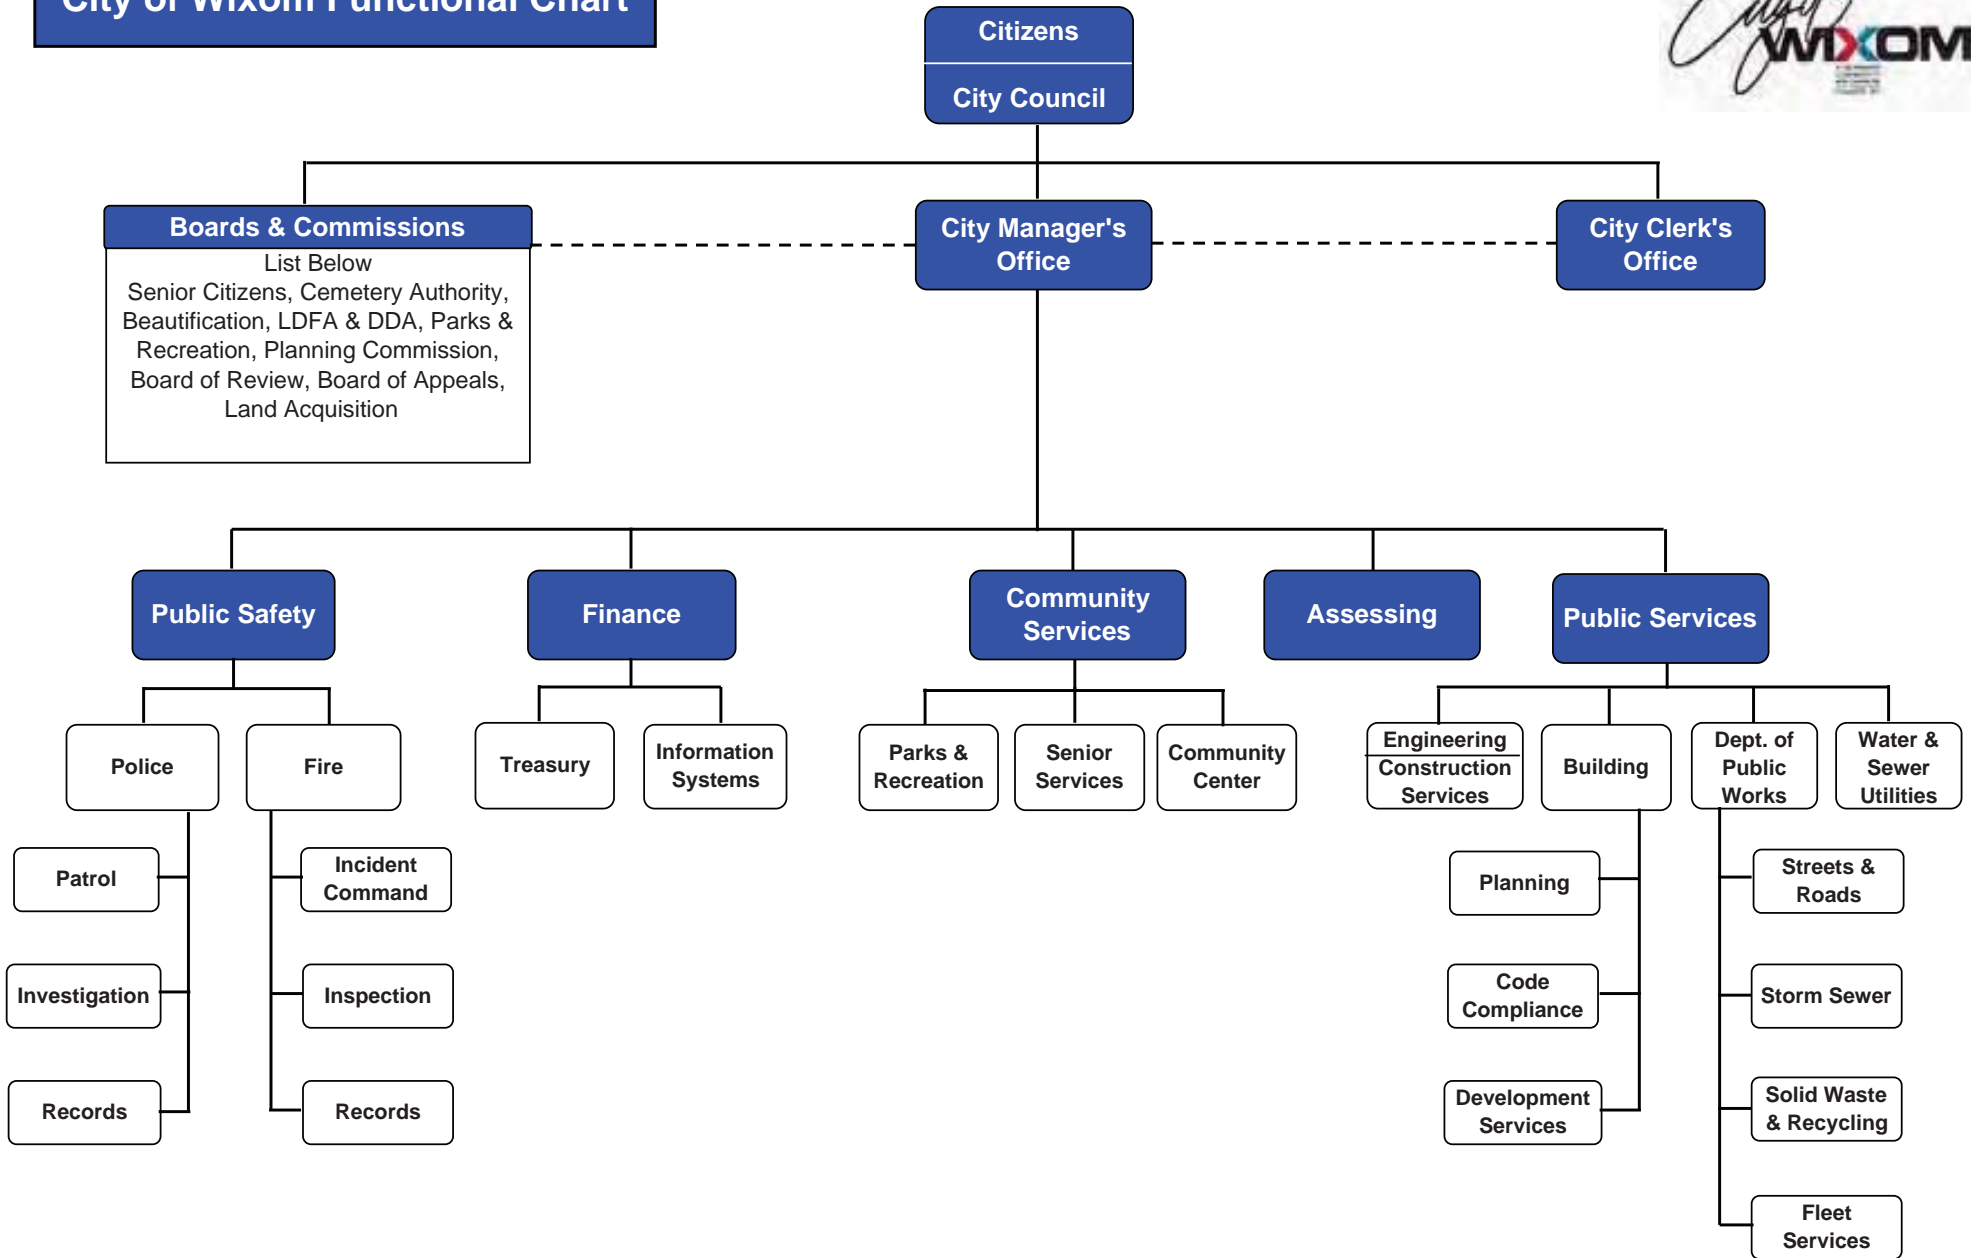 City of Wixom Functional Chart
Citizens
City Council
WIXOM
Boards & Commissions
List Below
Senior Citizens, Cemetery Authority,
Beautification, LDFA & DDA, Parks &
Recreation, Planning Commission,
Board of Review, Board of Appeals,
Land Acquisition
City Manager's
Office
City Clerk's
Office
Public Safety
Finance
Community
Services
Assessing
Public Services
Police
Fire
Treasury
Information
Systems
Parks &
Recreation
Senior
Services
Community
Center
Engineering
Construction
Services
Building
Dept. of
Public
Works
Water &
Sewer
Utilities
Patrol
Investigation
Records
Incident
Command
Inspection
Records
Planning
Code
Compliance
Development
Services
Streets &
Roads
Storm Sewer
Solid Waste
& Recycling
Fleet
Services